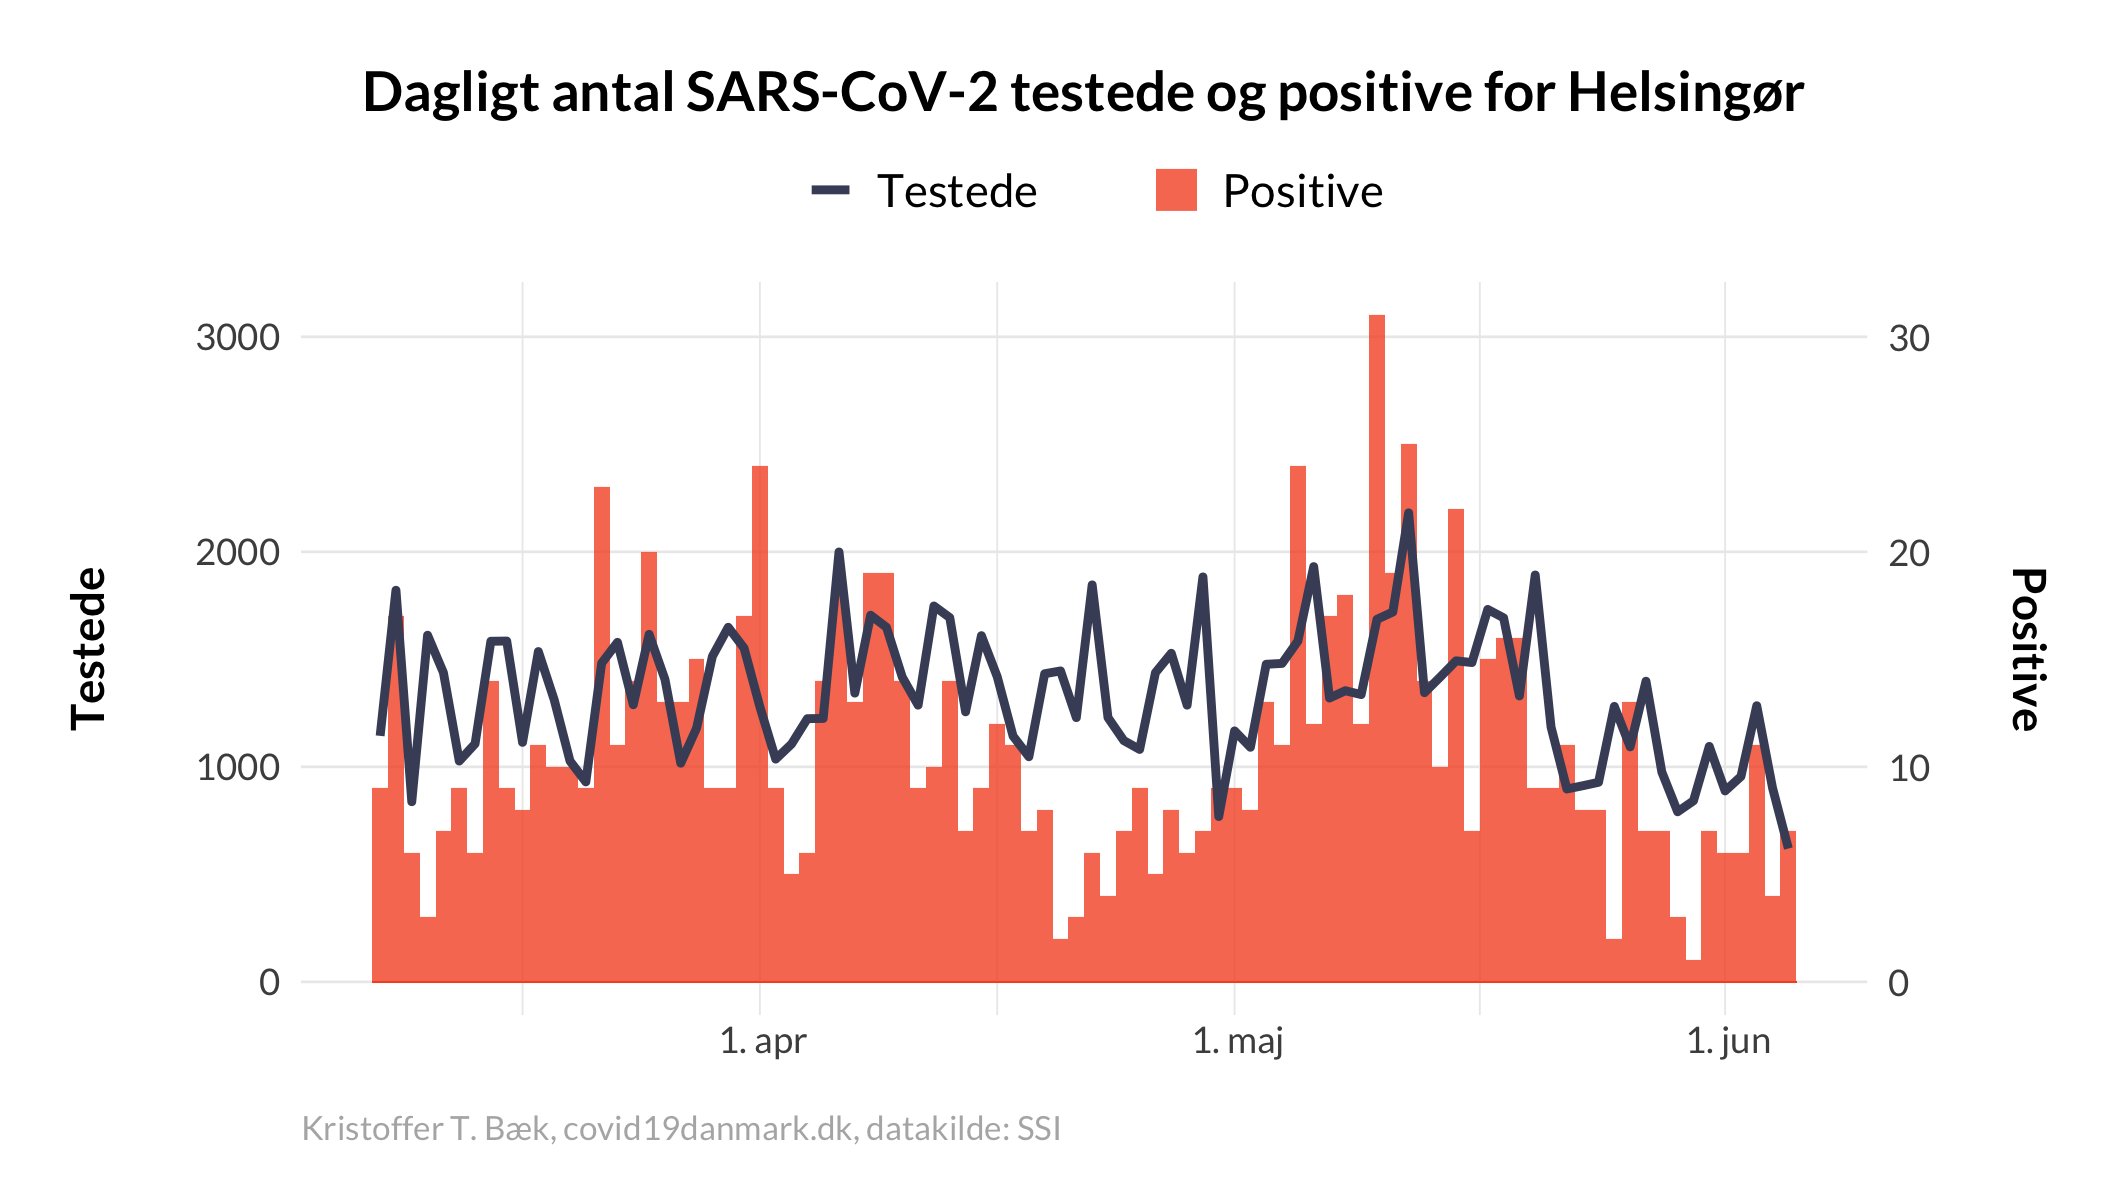 Dagligt antal SARS-CoV-2 testede og positive for Helsingør
Testede
Positive
3000
2000
1000
0
30
20
10
0
Testede
Positive
1. apr
1. maj
1. jun
Kristoffer T. Bæk, covid19danmark.dk, datakilde: SSI